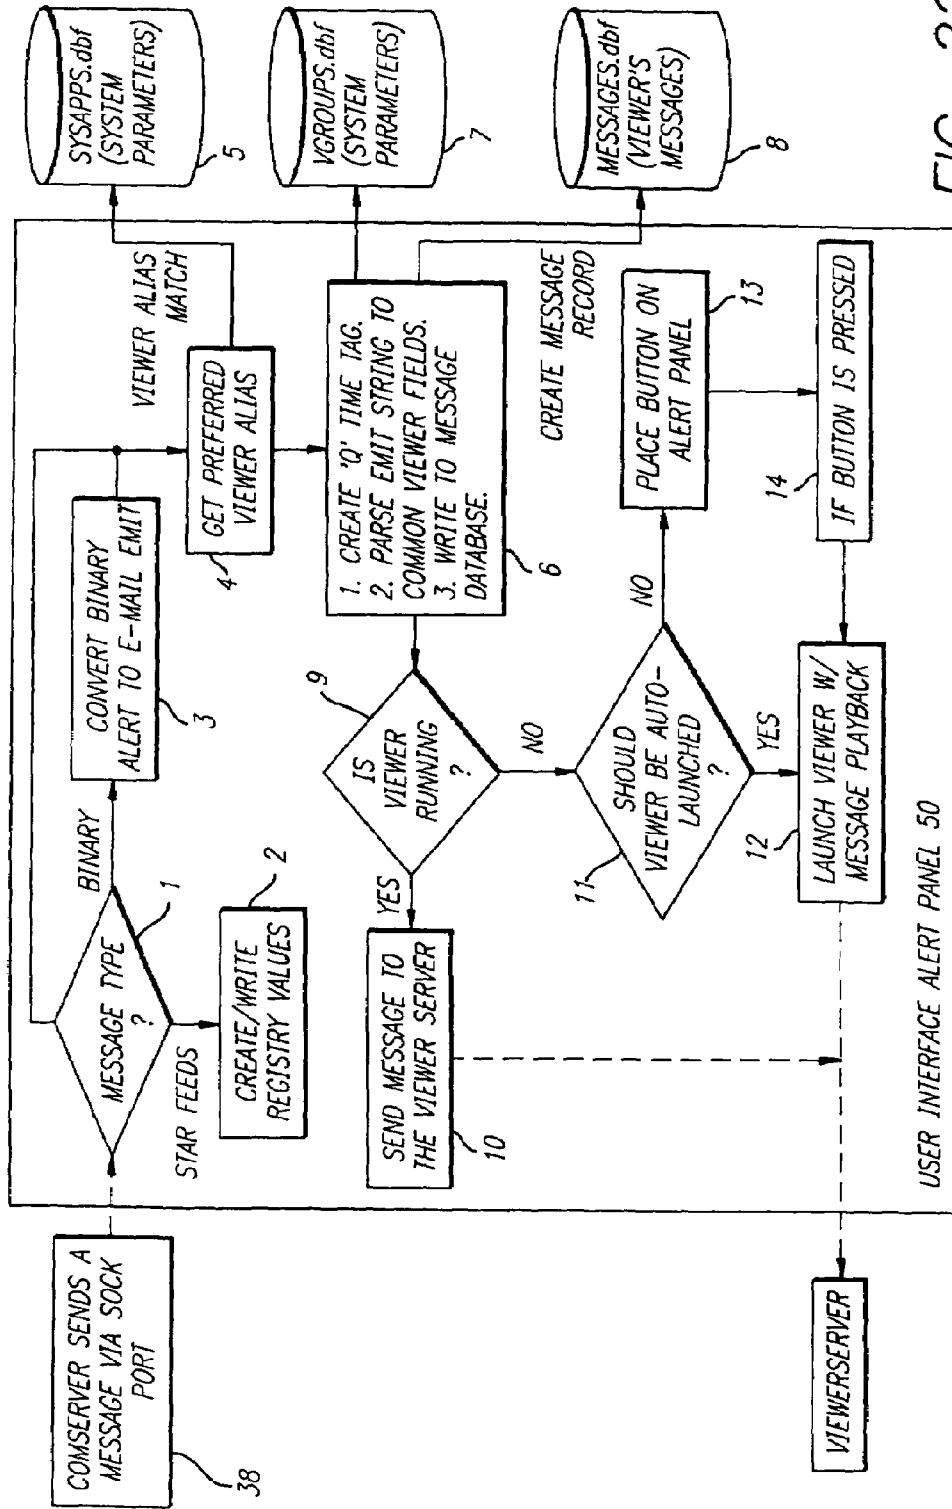 COMSERVER SENDS A
MESSAGE VIA SOCK
PORT
38
MESSAGE TYPE
?
1
BINARY
STAR FEEDS
CREATE/WRITE
REGISTRY VALUES
2
CONVERT BINARY
ALERT TO E-MAIL EMIT
3
GET PREFERRED
VIEWER ALIAS
4
VIEWER ALIAS
MATCH
SYSAPPS.dbf
(SYSTEM
PARAMETERS)
5
1. CREATE 'Q' TIME TAG.
2. PARSE EMIT STRING TO
COMMON VIEWER FIELDS.
3. WRITE TO MESSAGE
DATABASE.
6
VGROUPS.dbf
(SYSTEM
PARAMETERS)
7
CREATE MESSAGE
RECORD
MESSAGES.dbf
(VIEWER'S
MESSAGES)
8
IS
VIEWER
RUNNING
?
9
YES
NO
SEND MESSAGE TO
THE VIEWER SERVER
10
SHOULD
VIEWER BE AUTO-
LAUNCHED
?
11
NO
YES
PLACE BUTTON ON
ALERT PANEL
13
IF BUTTON IS PRESSED
14
LAUNCH VIEWER W/
MESSAGE PLAYBACK
12
VIEWERSERVER
USER INTERFACE ALERT PANEL 50
FIG.